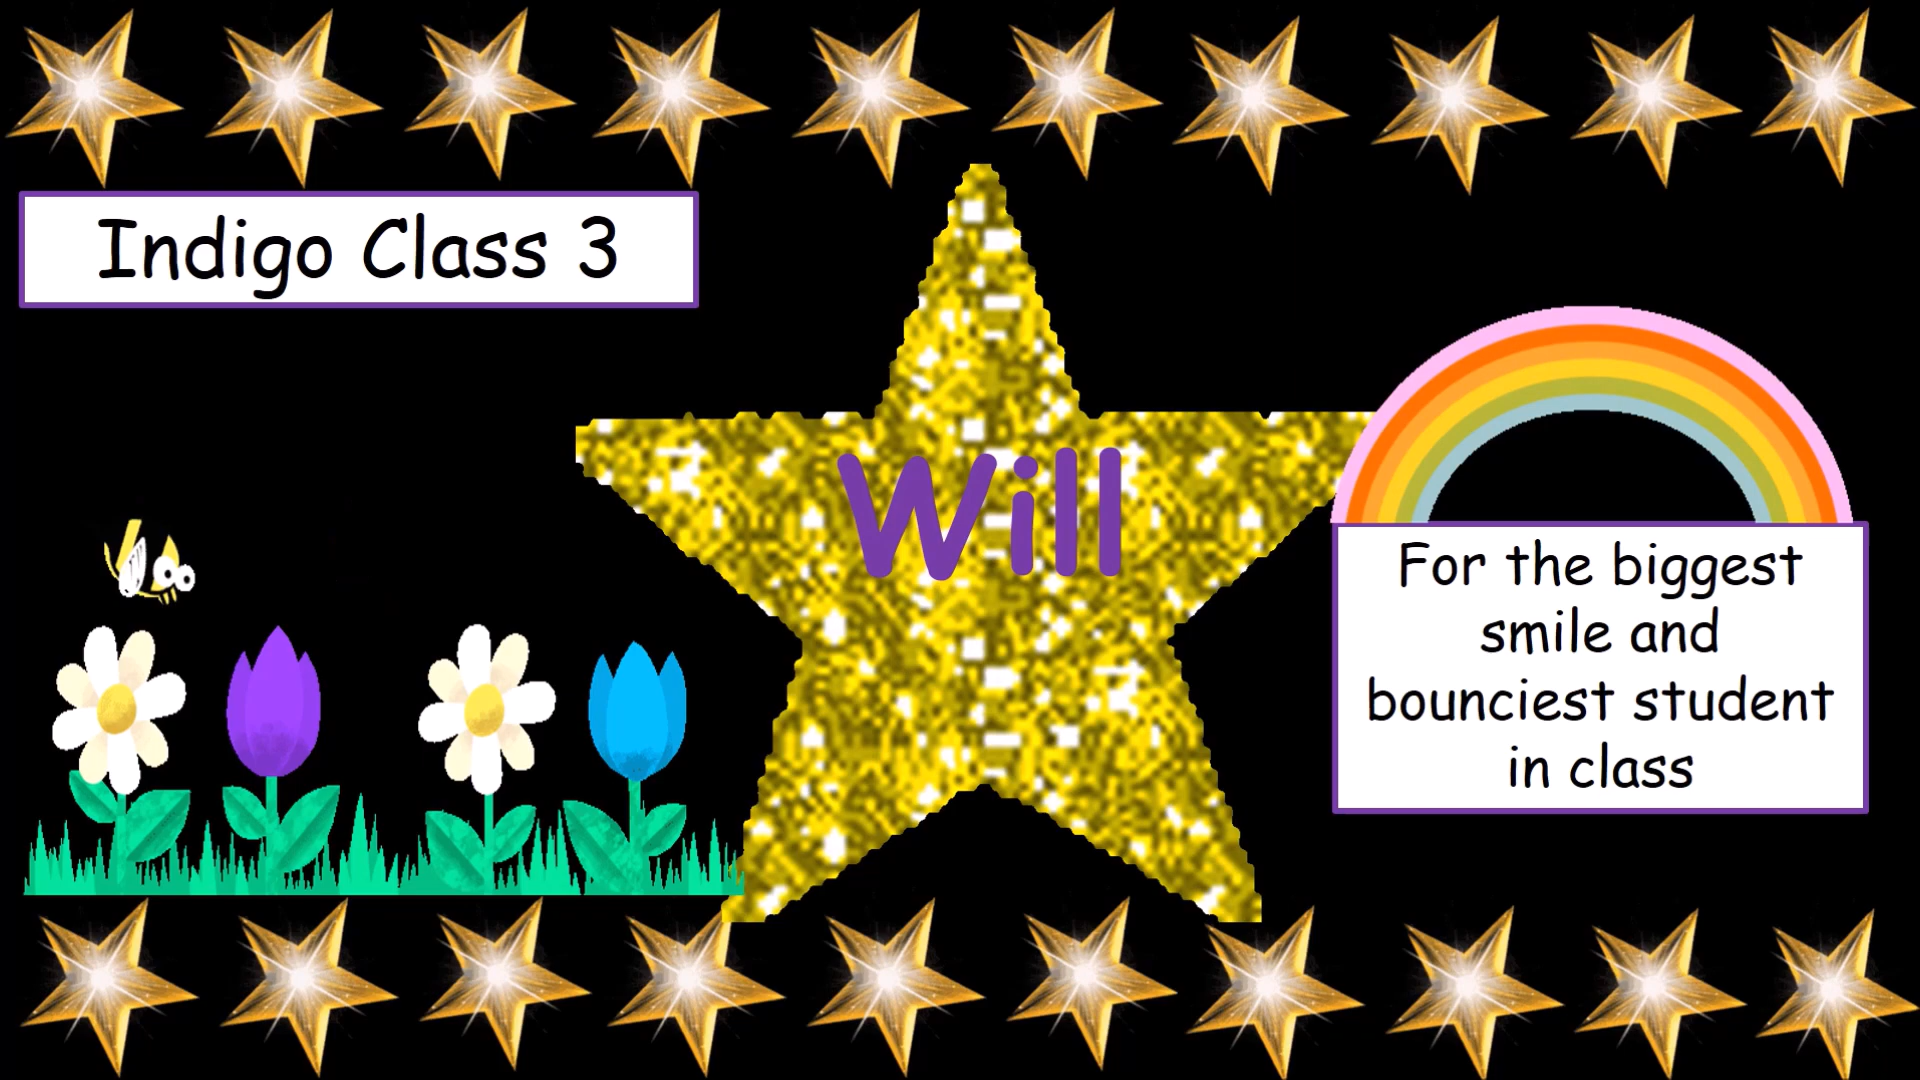 Indigo Class 3
Will
For the biggest
smile and
bounciest student
in class